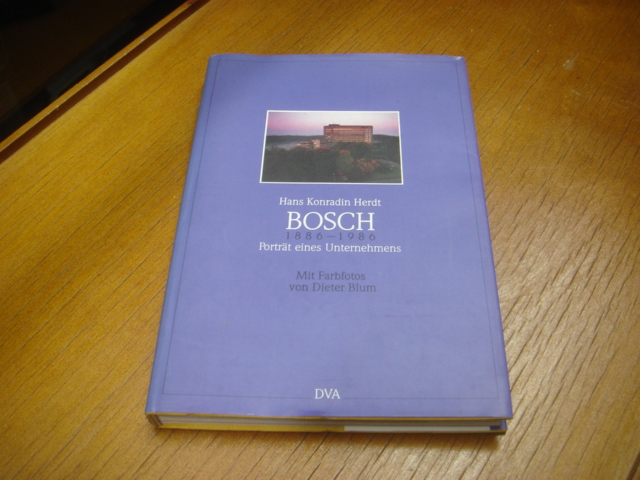 Hans Konradin Herdt
BOSCH
1886–1986
Porträt eines Unternehmens
Mit Farbfotos
von Dieter Blum
DVA